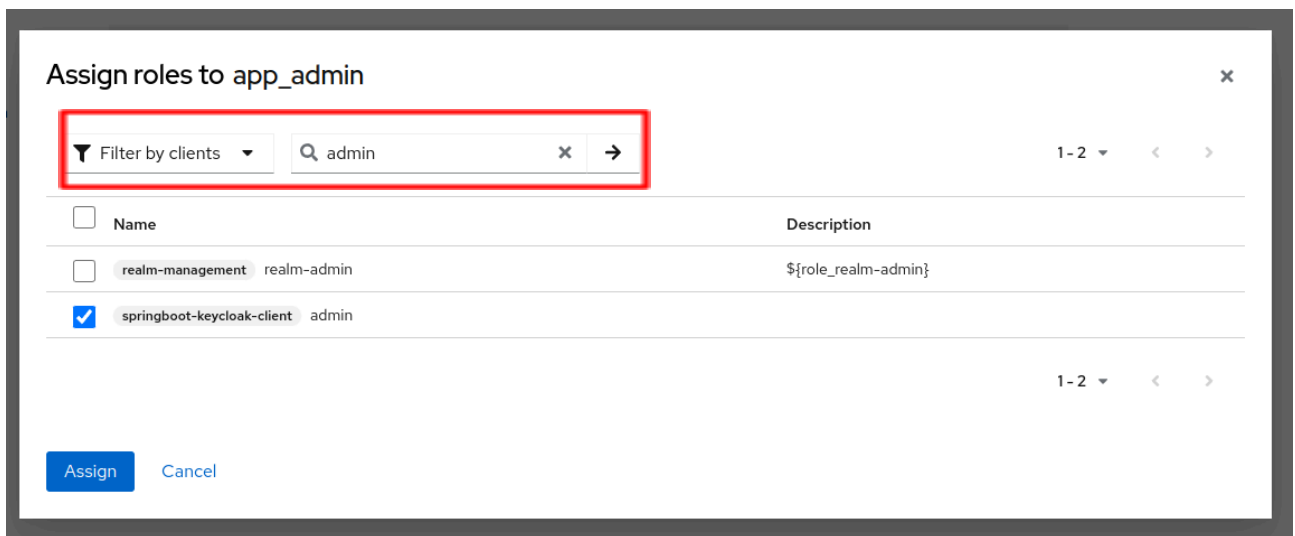 Assign roles to app_admin
Filter by clients admin 1 - 2
Name Description
realm-management realm-admin ${role_realm-admin}
springboot-keycloak-client admin
1 - 2
Assign Cancel